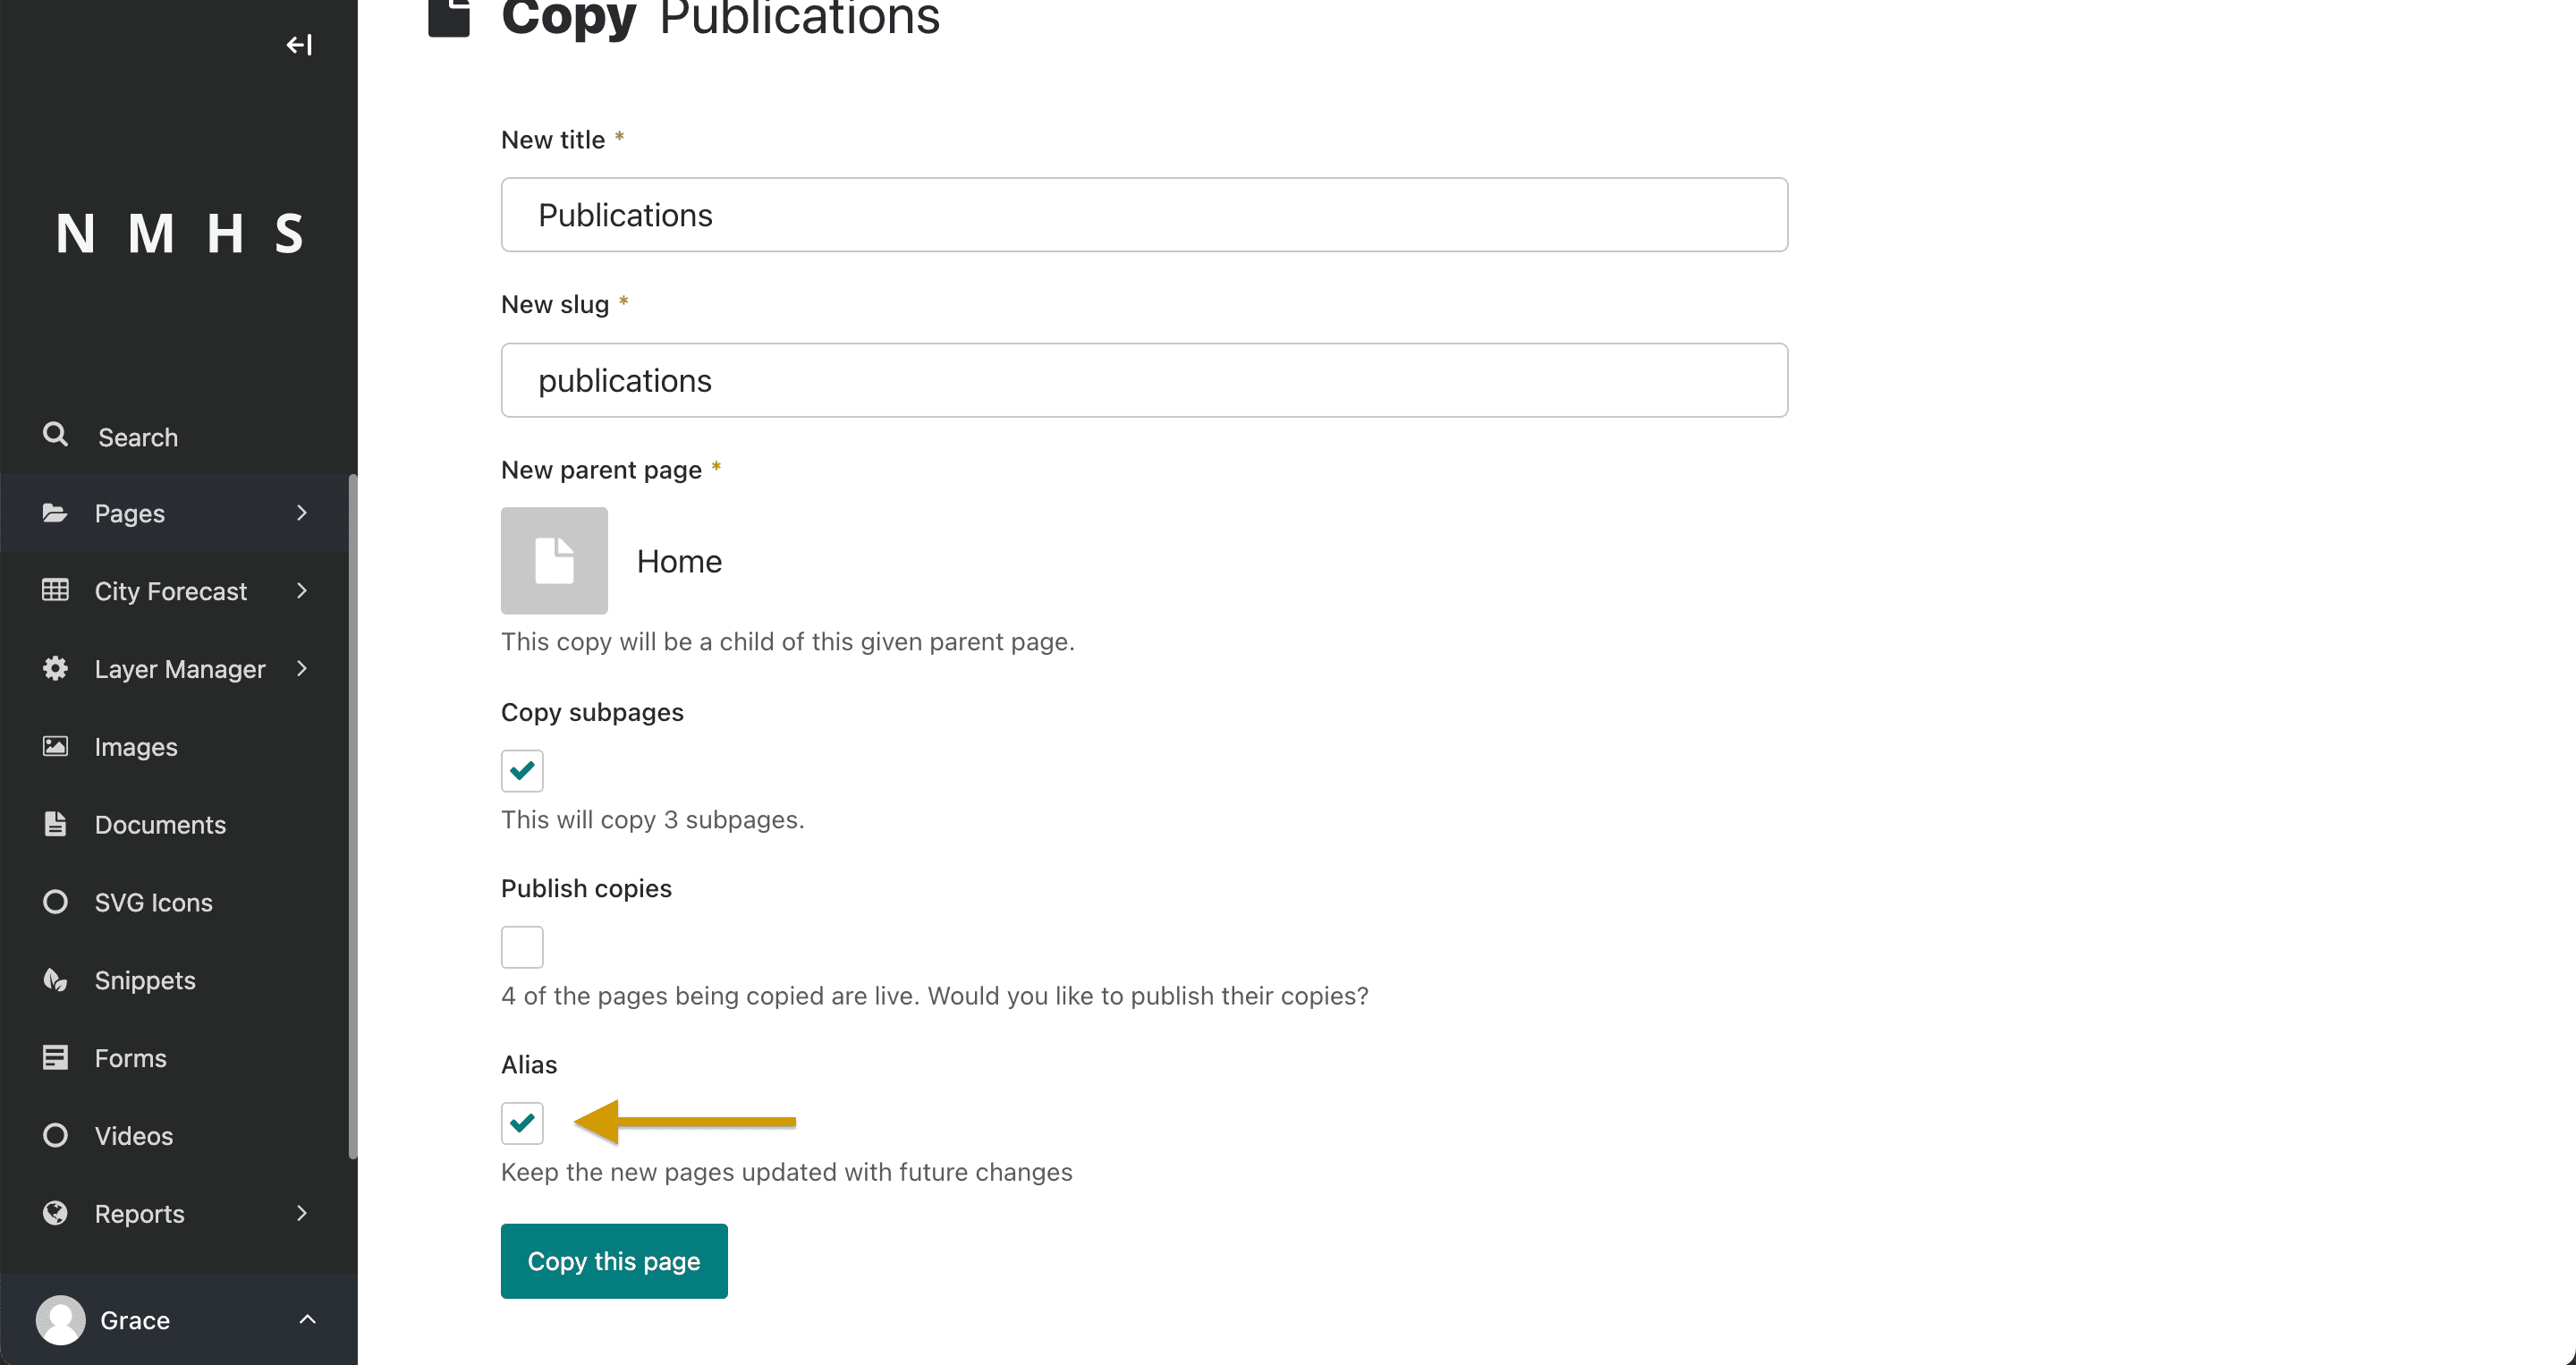 Copy Publications
New title *
Publications
New slug *
publications
New parent page *
Home
This copy will be a child of this given parent page.
Copy subpages
This will copy 3 subpages.
Publish copies
4 of the pages being copied are live. Would you like to publish their copies?
Alias
Keep the new pages updated with future changes
Copy this page
N M H S
Search
Pages
City Forecast
Layer Manager
Images
Documents
SVG Icons
Snippets
Forms
Videos
Reports
Grace